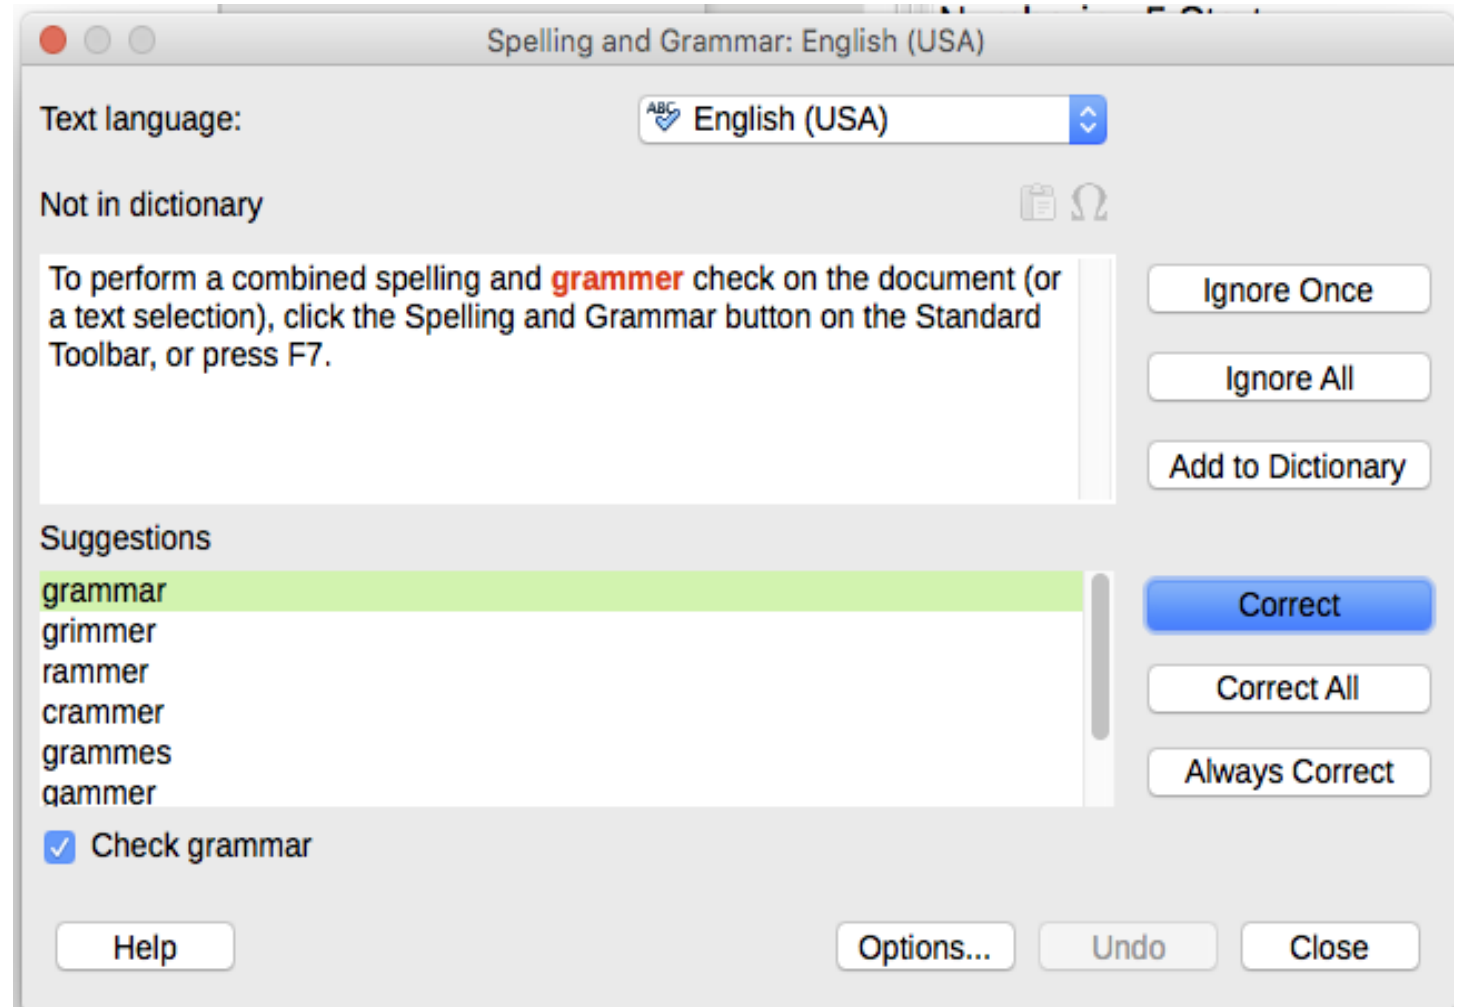 Spelling and Grammar: English (USA)
Text language:
ABC English (USA)
Not in dictionary
Ω
To perform a combined spelling and grammer check on the document (or
a text selection), click the Spelling and Grammar button on the Standard
Toolbar, or press F7.
Ignore Once
Ignore All
Add to Dictionary
Suggestions
grammar
grimmer
rammer
crammer
grammes
gammer
Correct
Correct All
Always Correct
Check grammar
Help
Options...
Undo
Close